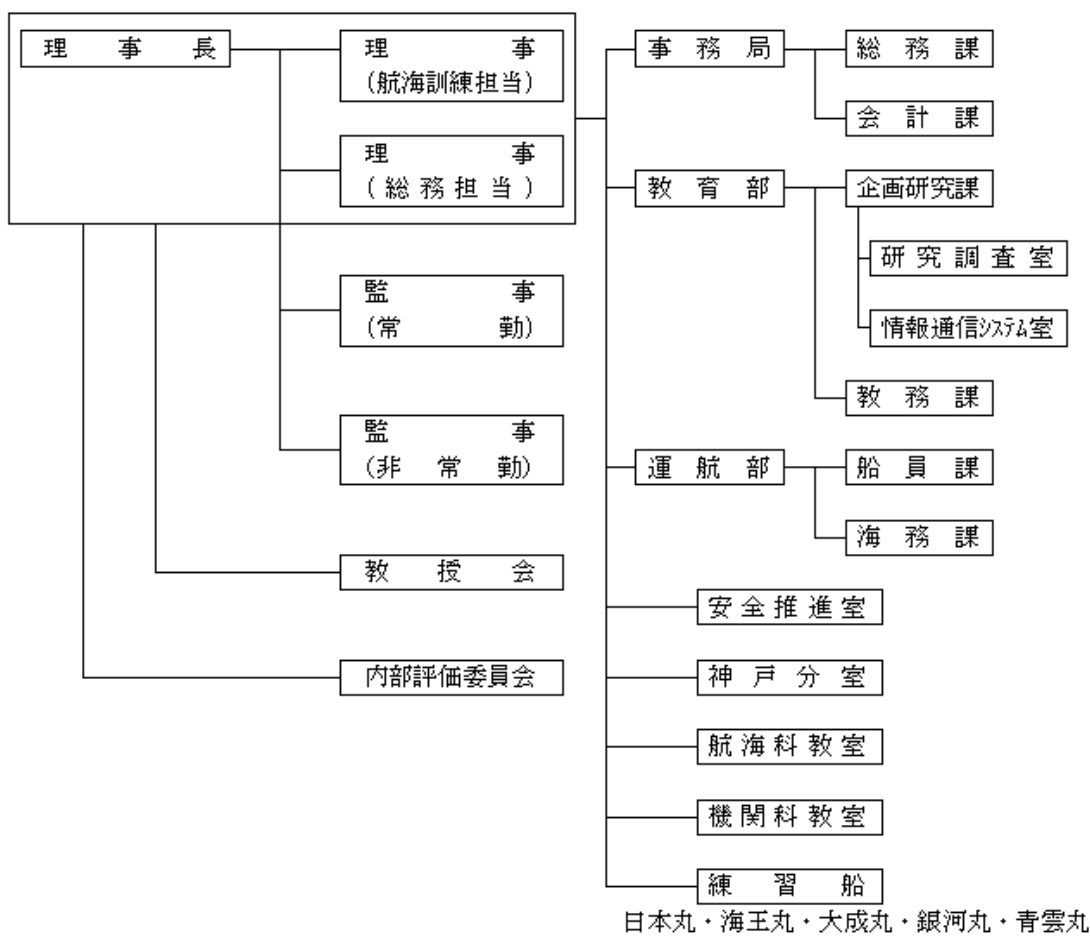 理事長
理事
(航海訓練担当)
理事
(総務担当)
監事
(常勤)
監事
(非常勤)
教授会
内部評価委員会
事務局
総務課
会計課
教育部
企画研究課
研究調査室
情報通信ｼｽﾃﾑ室
教務課
運航部
船員課
海務課
安全推進室
神戸分室
航海科教室
機関科教室
練習船
日本丸・海王丸・大成丸・銀河丸・青雲丸